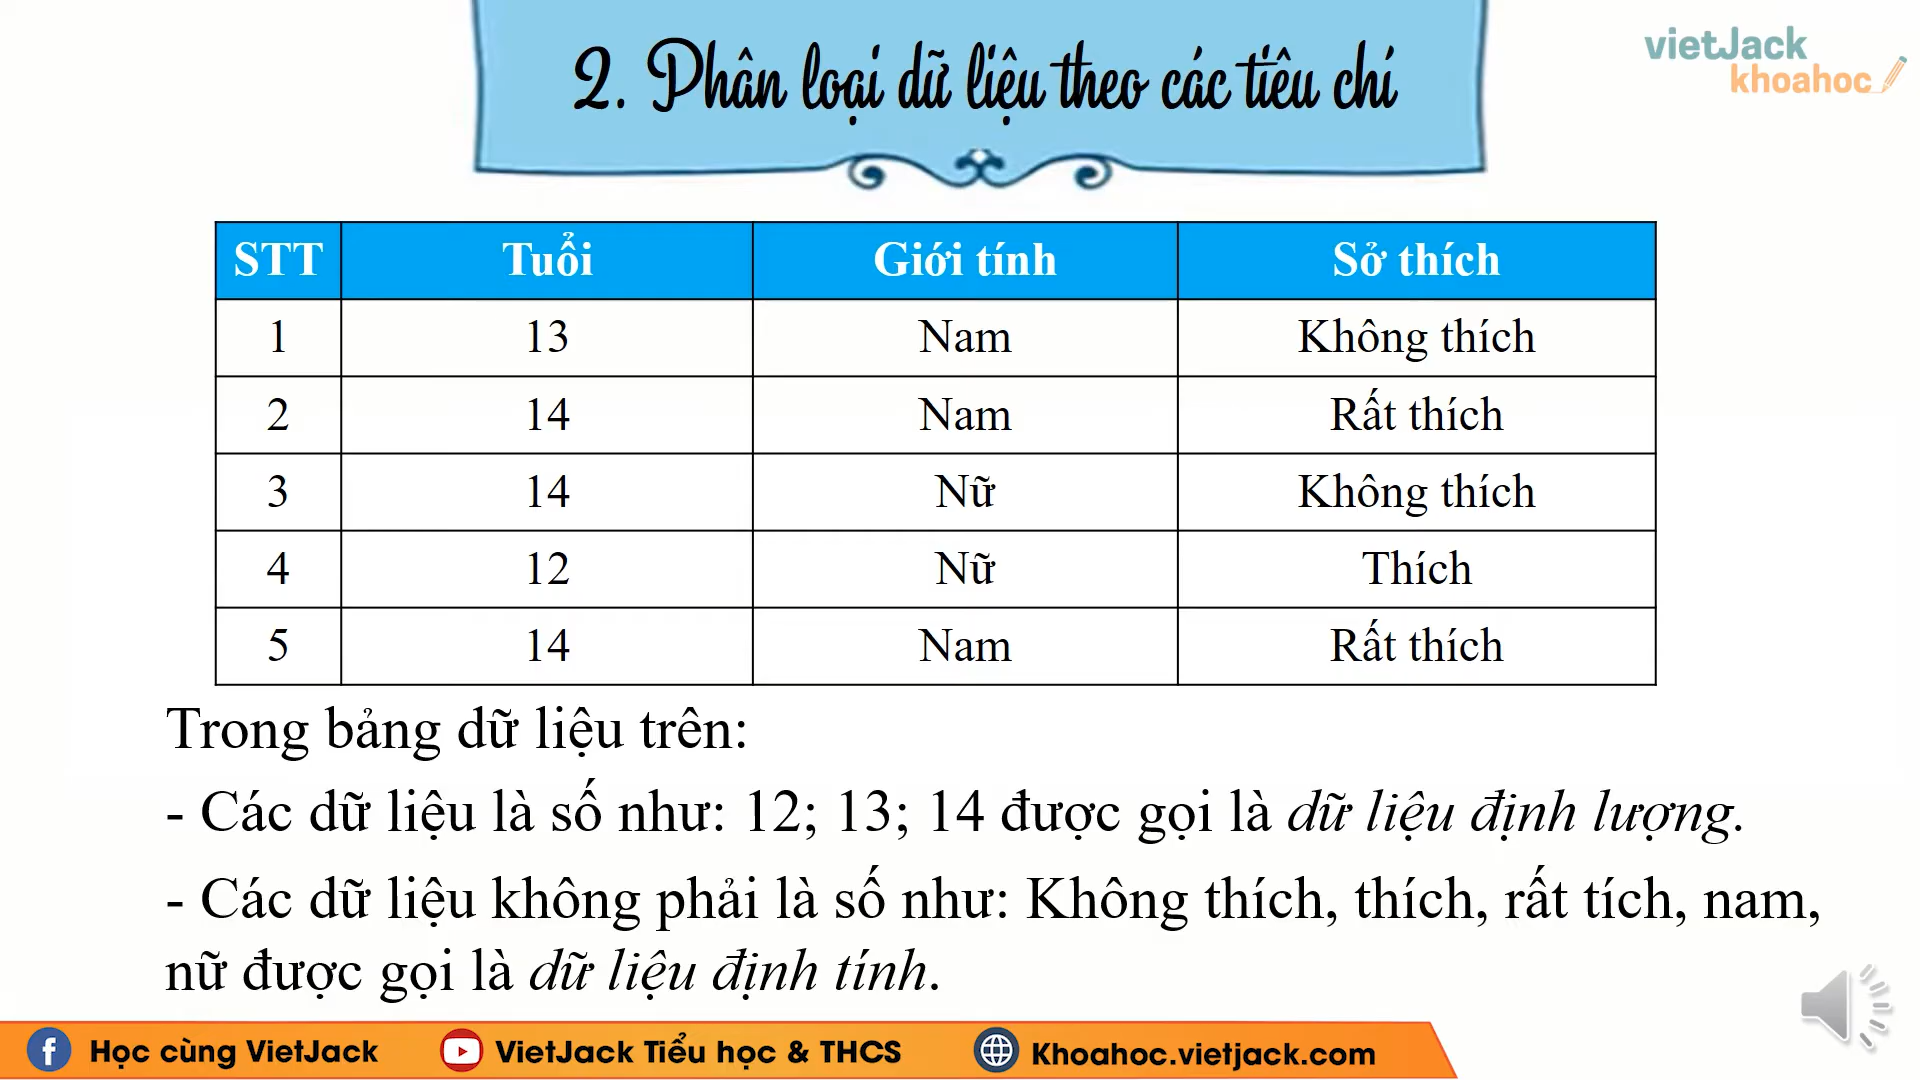 2. Phân loại dữ liệu theo các tiêu chí
vietJack
khoahoc
STT Tuổi Giới tính Sở thích
1 13 Nam Không thích
2 14 Nam Rất thích
3 14 Nữ Không thích
4 12 Nữ Thích
5 14 Nam Rất thích
Trong bảng dữ liệu trên:
- Các dữ liệu là số như: 12; 13; 14 được gọi là dữ liệu định lượng.
- Các dữ liệu không phải là số như: Không thích, thích, rất tích, nam,
nữ được gọi là dữ liệu định tính.
Học cùng VietJack VietJack Tiểu học & THCS Khoahoc.vietjack.com